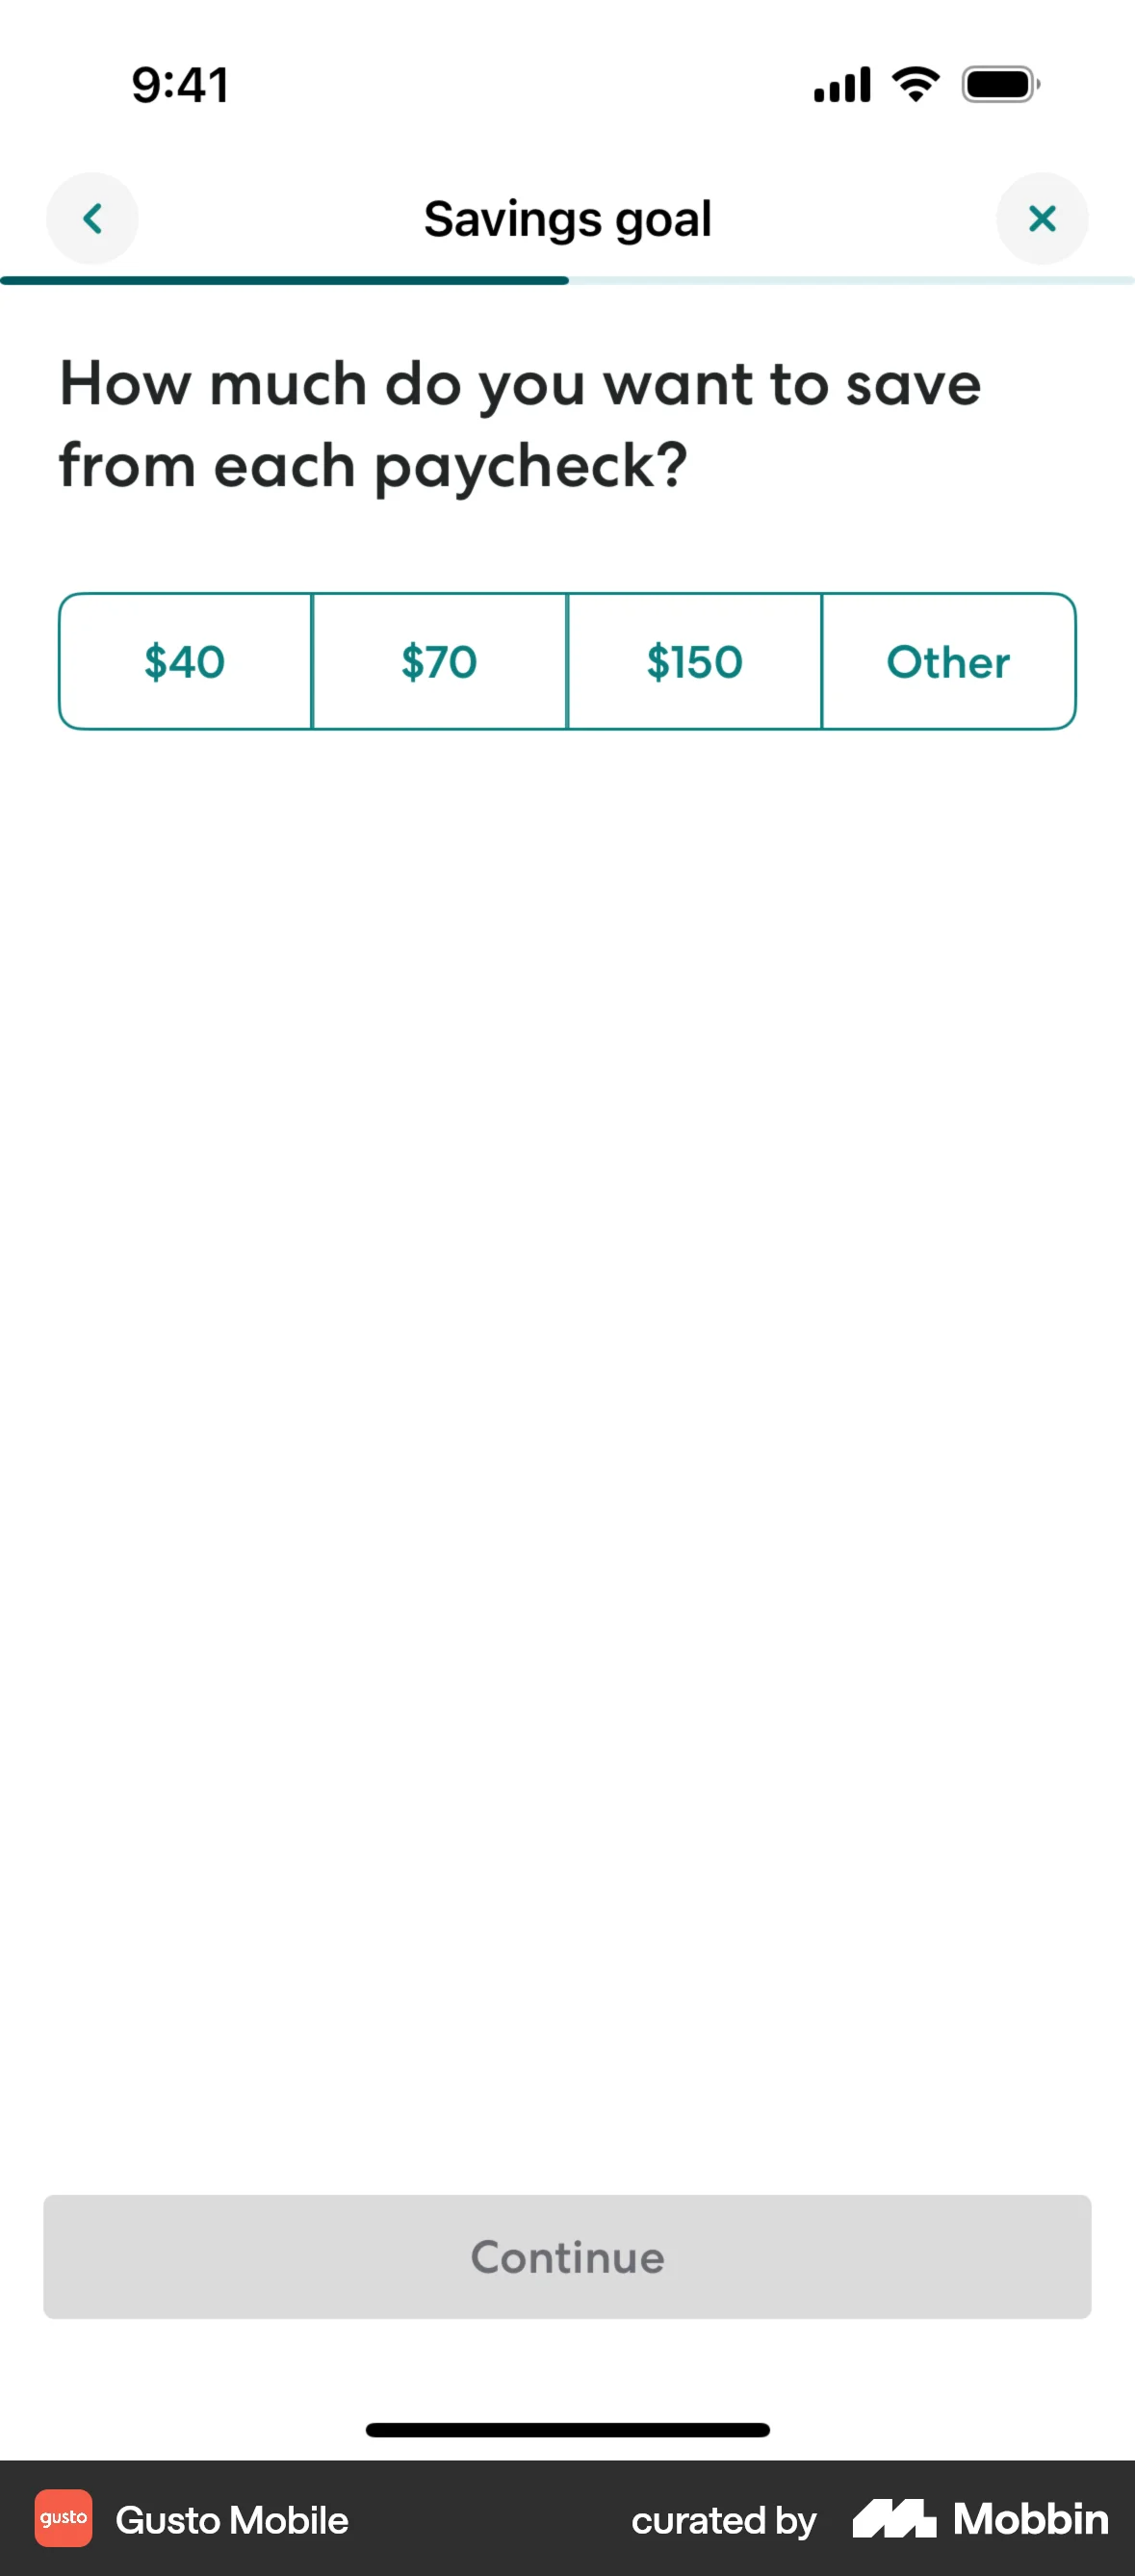 9:41
Savings goal
How much do you want to save
from each paycheck?
$40 $70 $150 Other
Continue
gusto Gusto Mobile curated by Mobbin